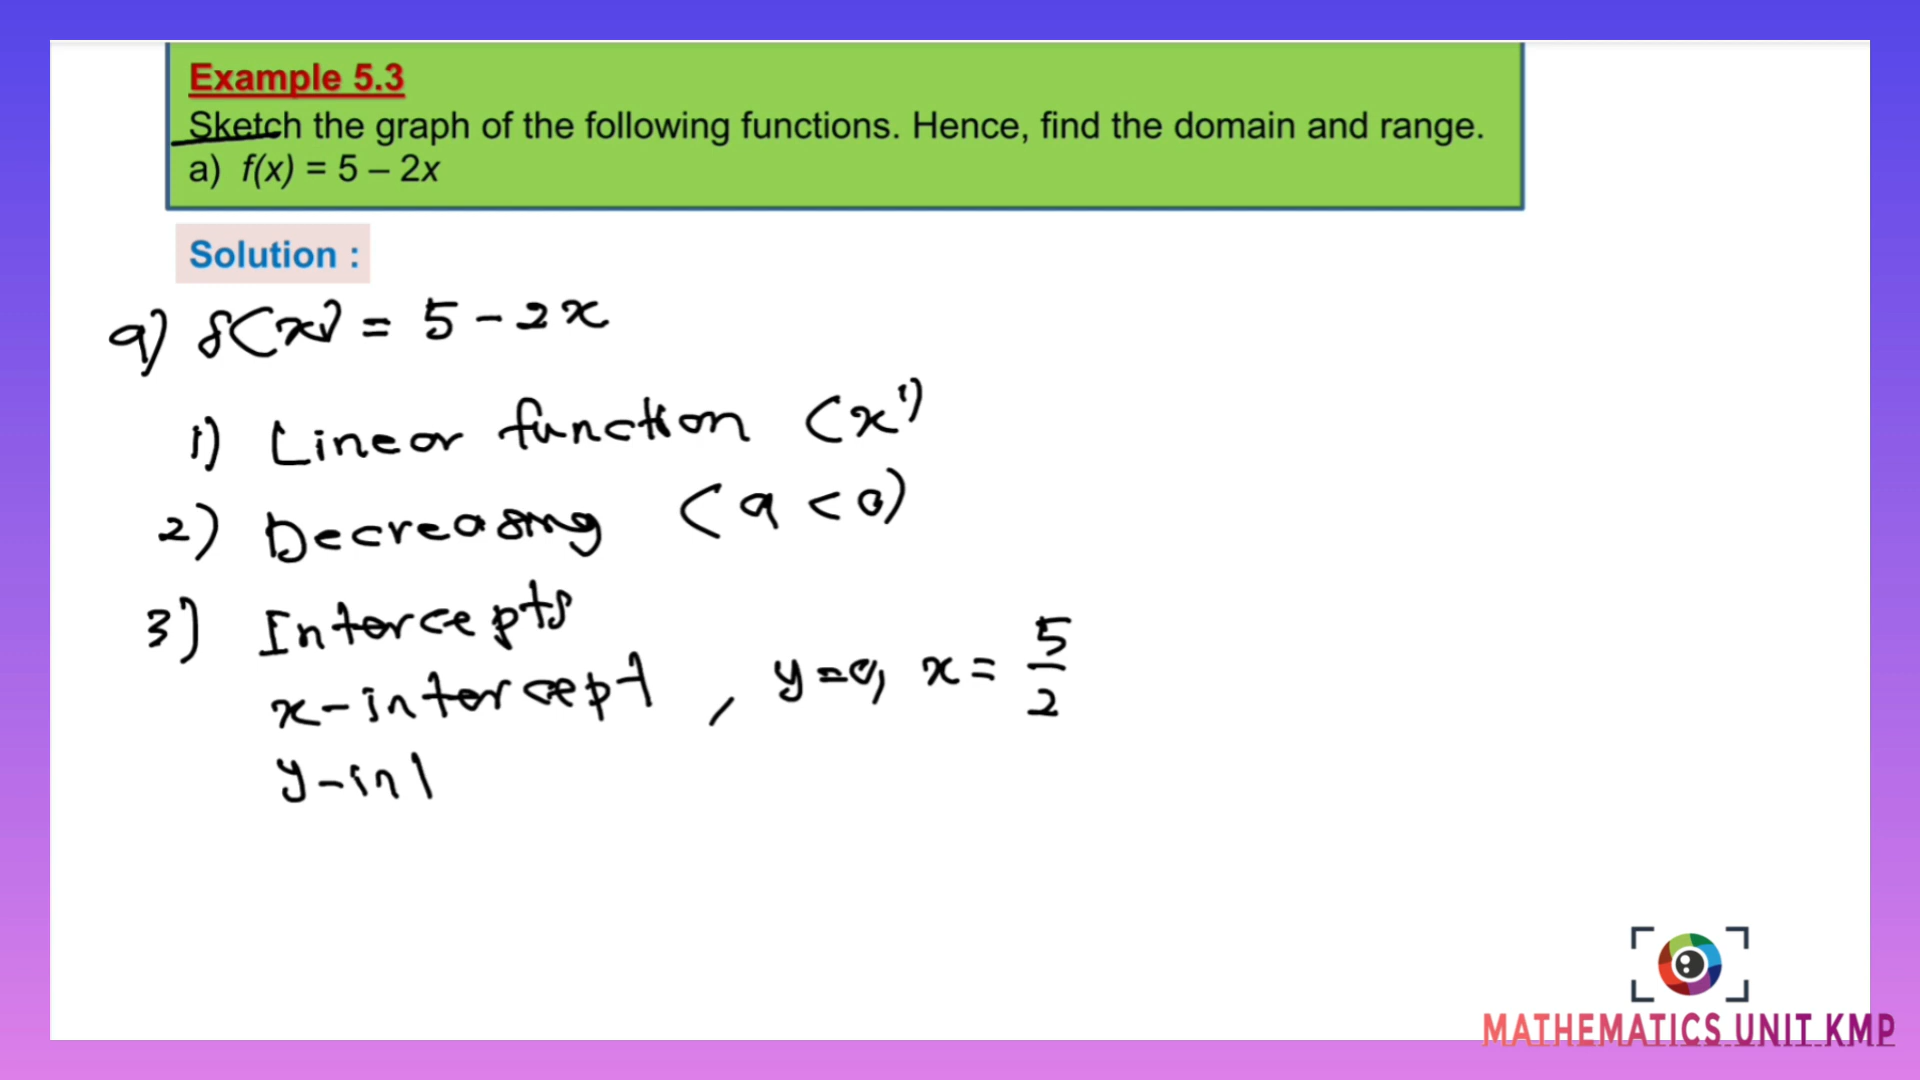 Example 5.3
Sketch the graph of the following functions. Hence, find the domain and range.
a) f(x) = 5 – 2x
Solution :
a) f(x) = 5 - 2x
1) Linear function (x¹)
2) Decreasing (a < 0)
3) Intercepts
x-intercept , y=0, x = 5/2
y-int
MATHEMATICS UNIT KMP